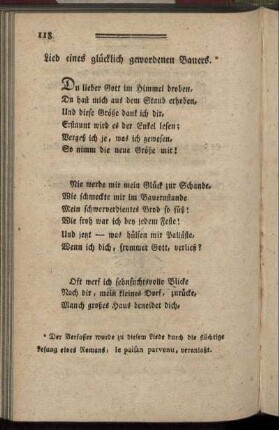 118
Lied eines glücklich gewordenen Bauers. *
Du lieber Gott im Himmel droben,
Du hast mich aus dem Staub erhoben,
Und diese Größe dank ich dir,
Erstaunt wird es der Enkel lesen;
Vergeß ich je, was ich gewesen,
So nimm die neue Größe mir!
Nie werde mir mein Glück zur Schande,
Wie schmeckte mir im Bauernstande
Mein schwerverdientes Brod so süß!
Wie froh war ich bey jedem Feste!
Und jetzt — was hülfen mir Palläste,
Wenn ich dich, frommer Gott, verließ?
Oft werf ich sehnsuchtsvolle Blicke
Nach dir, mein kleines Dorf, zurücke,
Manch großes Haus beneidet dich,
* Der Verfasser wurde zu diesem Liede durch die flüchtige
Lesung eines Romans: le païsan parvenu, veranlaßt.